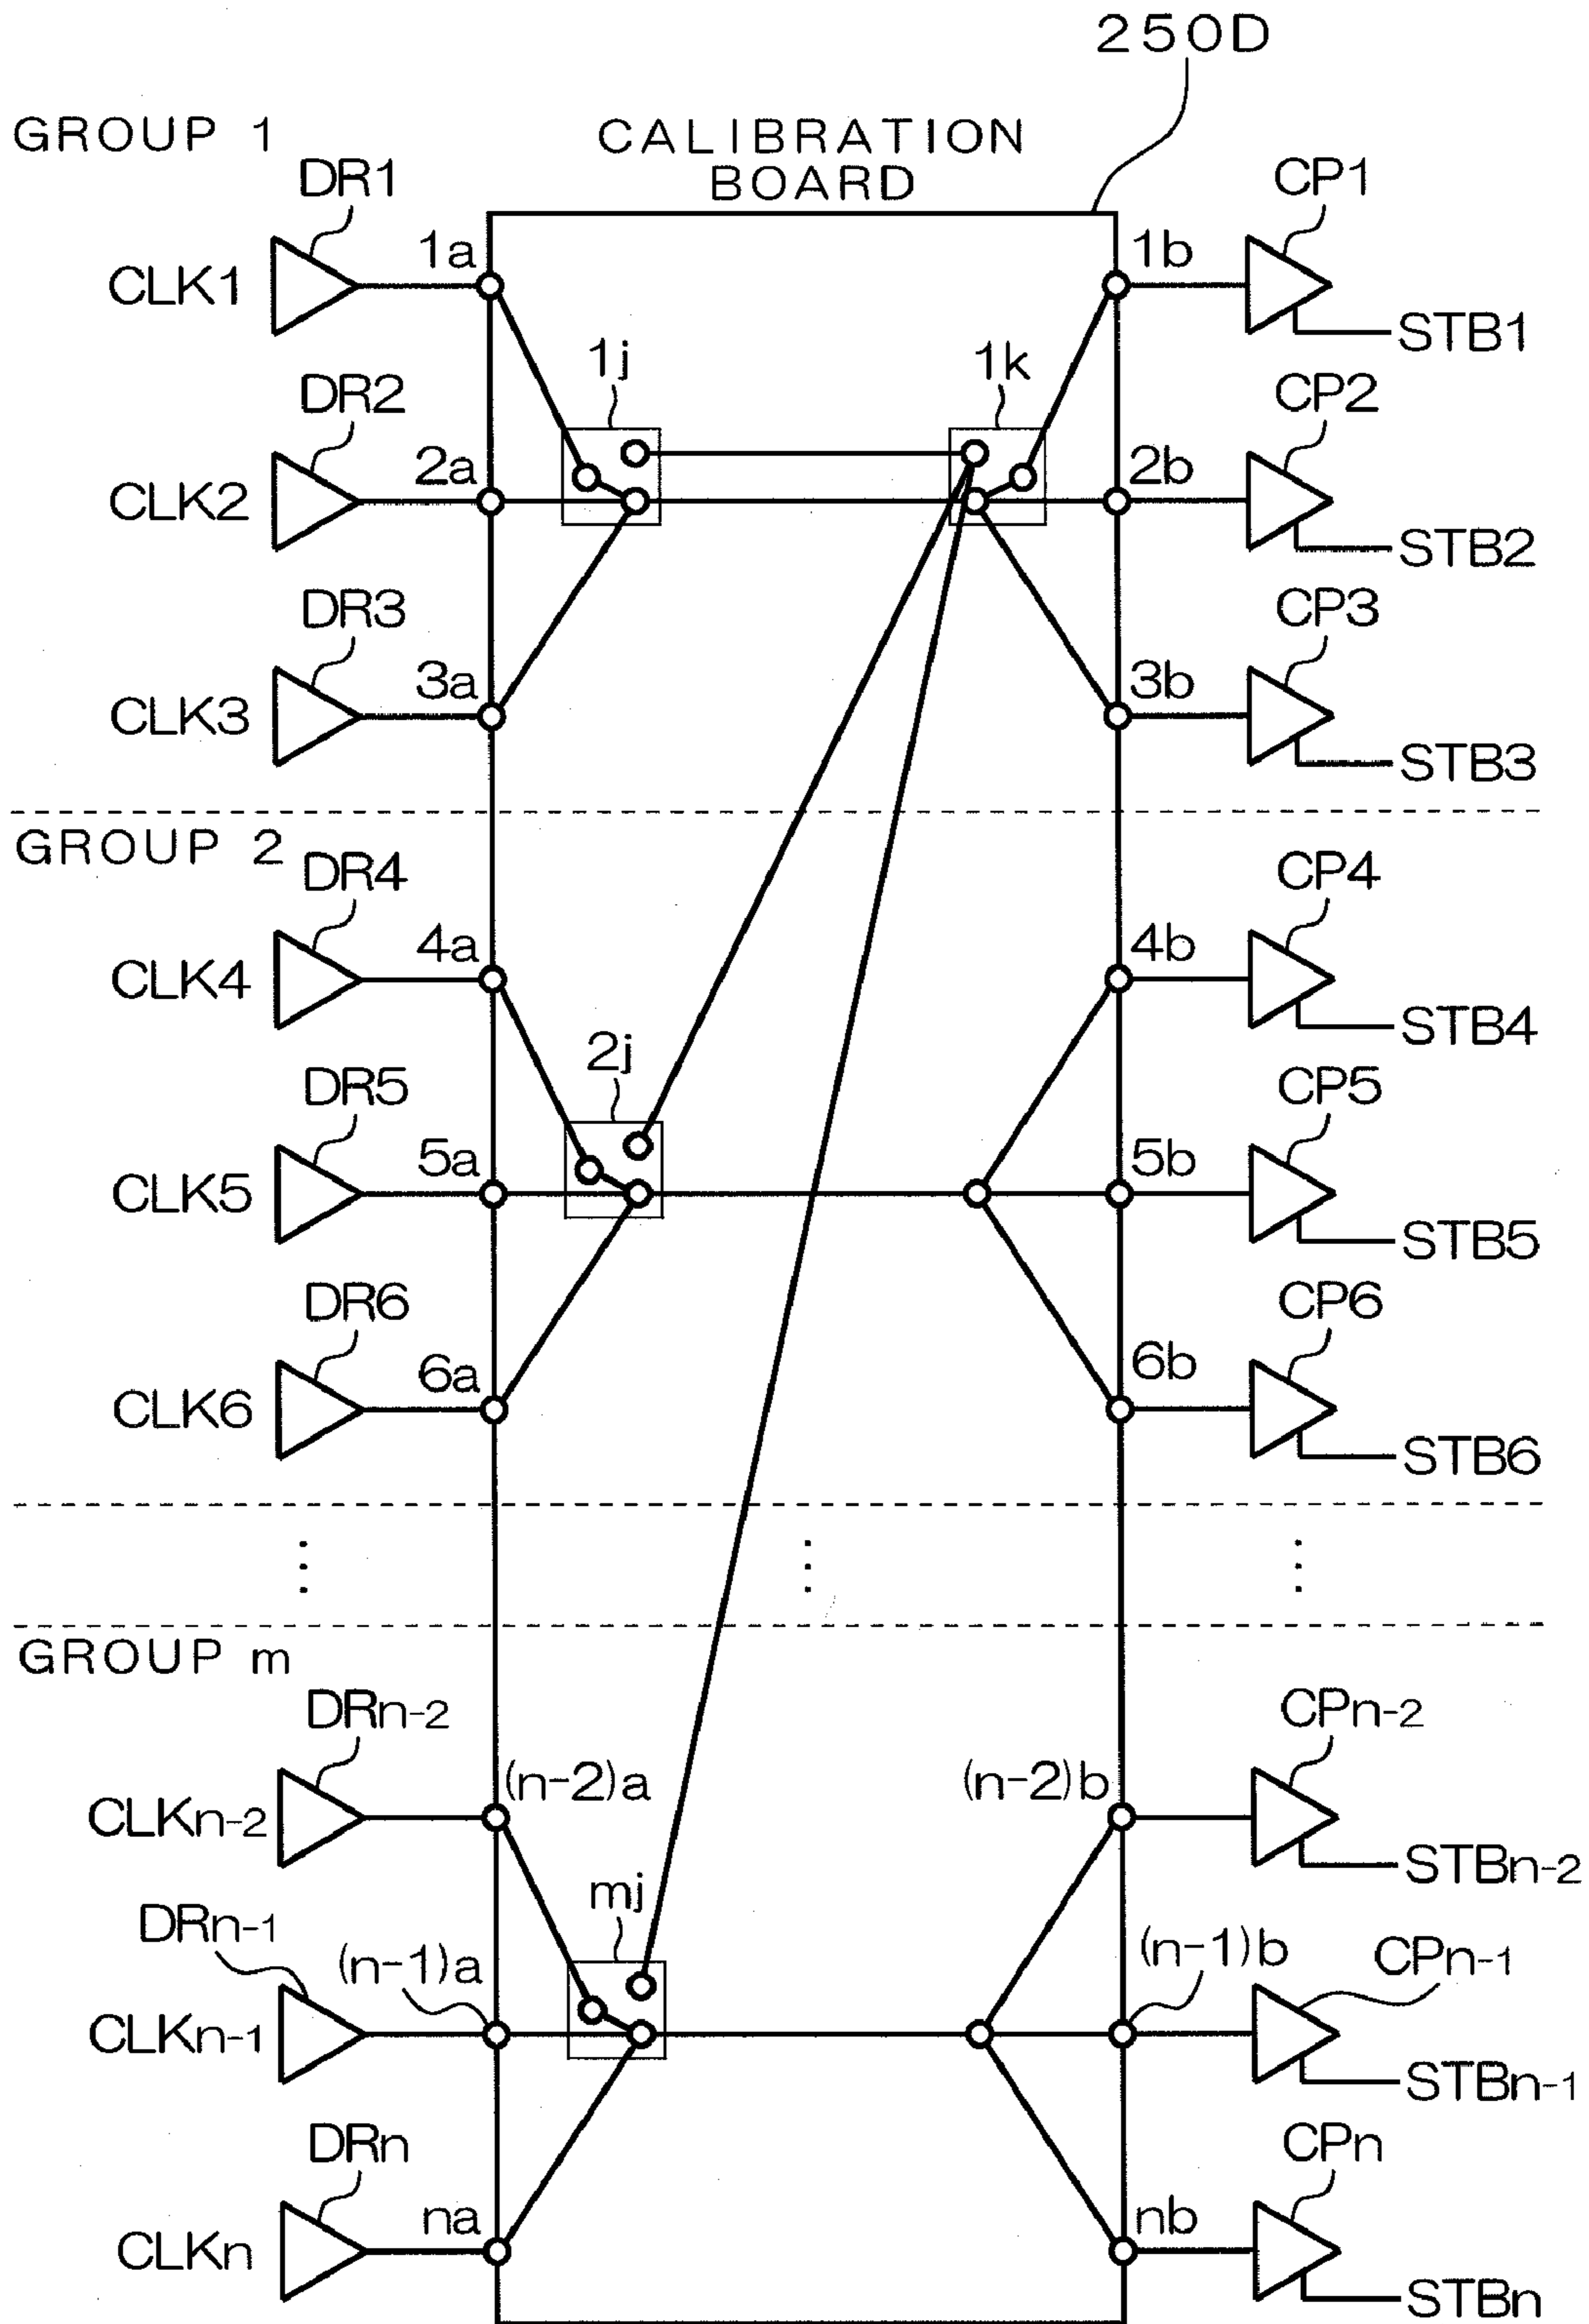 250D
GROUP 1
CALIBRATION
BOARD
DR1
CP1
1a
1b
CLK1
STB1
1j
1k
DR2
CP2
2a
2b
CLK2
STB2
DR3
CP3
3a
3b
CLK3
STB3
GROUP 2
DR4
CP4
4a
4b
CLK4
STB4
2j
DR5
CP5
5a
5b
CLK5
STB5
DR6
CP6
6a
6b
CLK6
STB6
GROUP m
DRn-2
CPn-2
(n-2)a
(n-2)b
CLKn-2
STBn-2
mj
DRn-1
CPn-1
(n-1)a
(n-1)b
CLKn-1
STBn-1
DRn
CPn
na
nb
CLKn
STBn